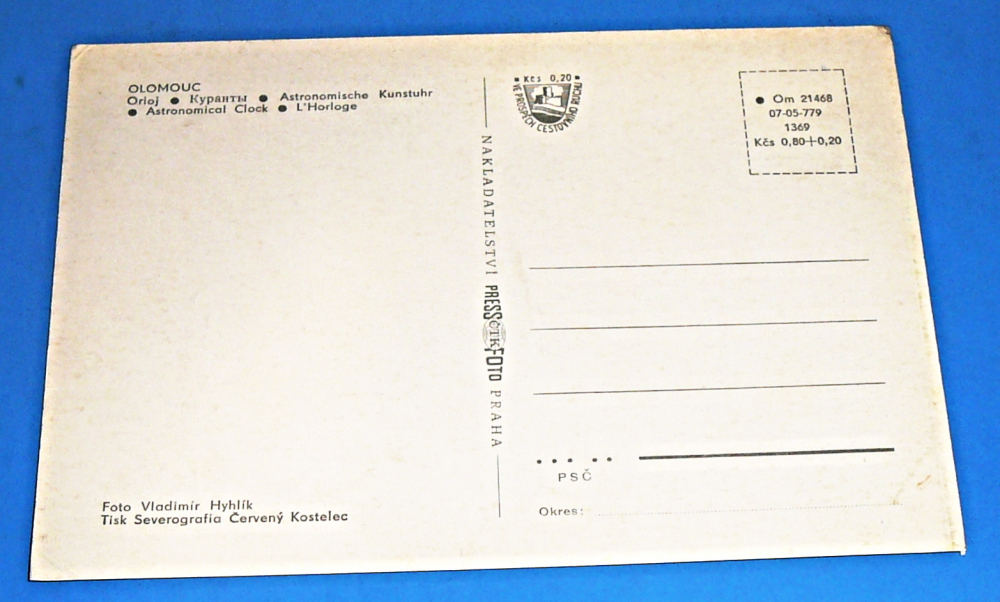 OLOMOUC
Orloj ● Куранты ● Astronomische Kunstuhr
● Astronomical Clock ● L'Horloge
Foto Vladimír Hyhlík
Tisk Severografia Červený Kostelec
NAKLADATELSTVÍ PRESSFOTO PRAHA
ČTK
▪ Kčs 0,20 ▪
VE PROSPĚCH CESTOVNÍHO RUCHU
● Om 21468
07-05-779
1369
Kčs 0,80+0,20
PSČ
Okres: